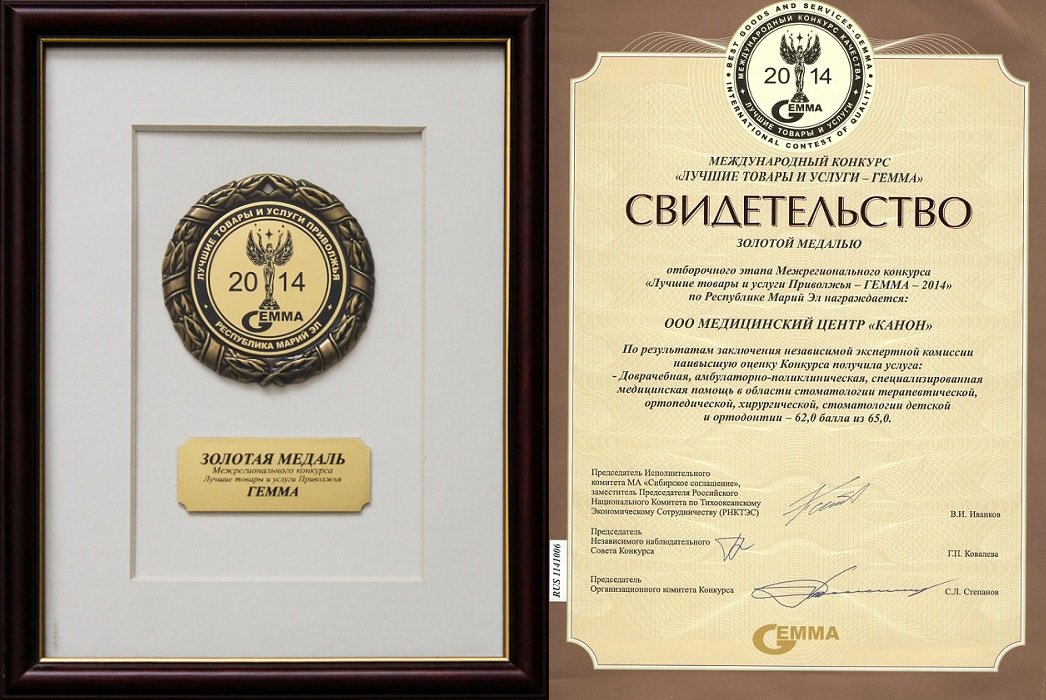 ЛУЧШИЕ ТОВАРЫ И УСЛУГИ ПРИВОЛЖЬЯ
2014
GEMMA
РЕСПУБЛИКА МАРИЙ ЭЛ
ЗОЛОТАЯ МЕДАЛЬ
Межрегионального конкурса
Лучшие товары и услуги Приволжья
ГЕММА
BEST GOODS AND SERVICES-GEMMA
INTERNATIONAL CONTEST OF QUALITY
МЕЖДУНАРОДНЫЙ КОНКУРС КАЧЕСТВА
ЛУЧШИЕ ТОВАРЫ И УСЛУГИ
2014
GEMMA
МЕЖДУНАРОДНЫЙ КОНКУРС
«ЛУЧШИЕ ТОВАРЫ И УСЛУГИ – ГЕММА»
СВИДЕТЕЛЬСТВО
ЗОЛОТОЙ МЕДАЛЬЮ
отборочного этапа Межрегионального конкурса
«Лучшие товары и услуги Приволжья – ГЕММА – 2014»
по Республике Марий Эл награждается:
ООО МЕДИЦИНСКИЙ ЦЕНТР «КАНОН»
По результатам заключения независимой экспертной комиссии
наивысшую оценку Конкурса получила услуга:
- Доврачебная, амбулаторно-поликлиническая, специализированная
медицинская помощь в области стоматологии терапевтической,
ортопедической, хирургической, стоматологии детской
и ортодонтии – 62,0 балла из 65,0.
Председатель Исполнительного
комитета МА «Сибирское соглашение»,
заместитель Председателя Российского
Национального Комитета по Тихоокеанскому
Экономическому Сотрудничеству (РНКТЭС)
В.И. Иванков
Председатель
Независимого наблюдательного
Совета Конкурса
Г.П. Ковалева
Председатель
Организационного комитета Конкурса
С.Л. Степанов
RUS 1141006
GEMMA